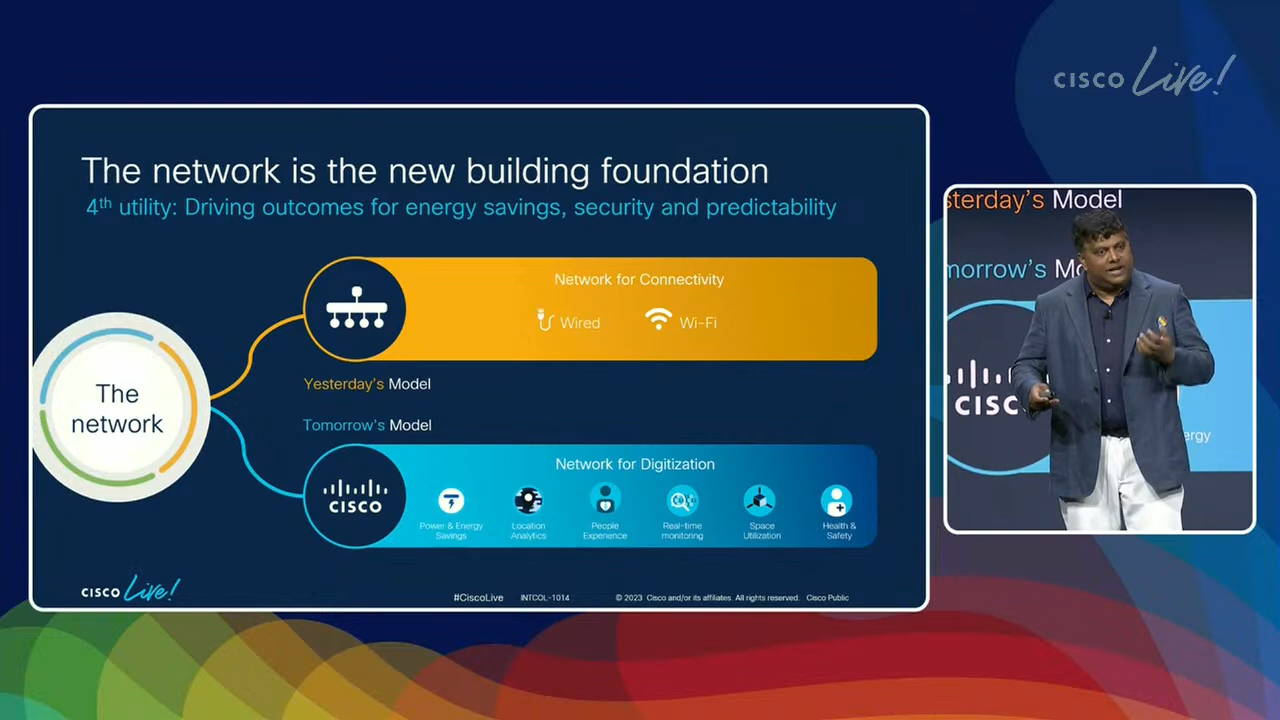 CISCO Live!
The network is the new building foundation
4th utility: Driving outcomes for energy savings, security and predictability
Network for Connectivity
Wired
Wi-Fi
Yesterday's Model
The
network
Tomorrow's Model
Network for Digitization
CISCO
Power & Energy
Savings
Location
Analytics
People
Experience
Real-time
monitoring
Space
Utilization
Health &
Safety
CISCO Live!
#CiscoLive
INTCOL-1014
© 2023 Cisco and/or its affiliates. All rights reserved. Cisco Public
sterday's Model
morrow's Mo
CISC
ergy